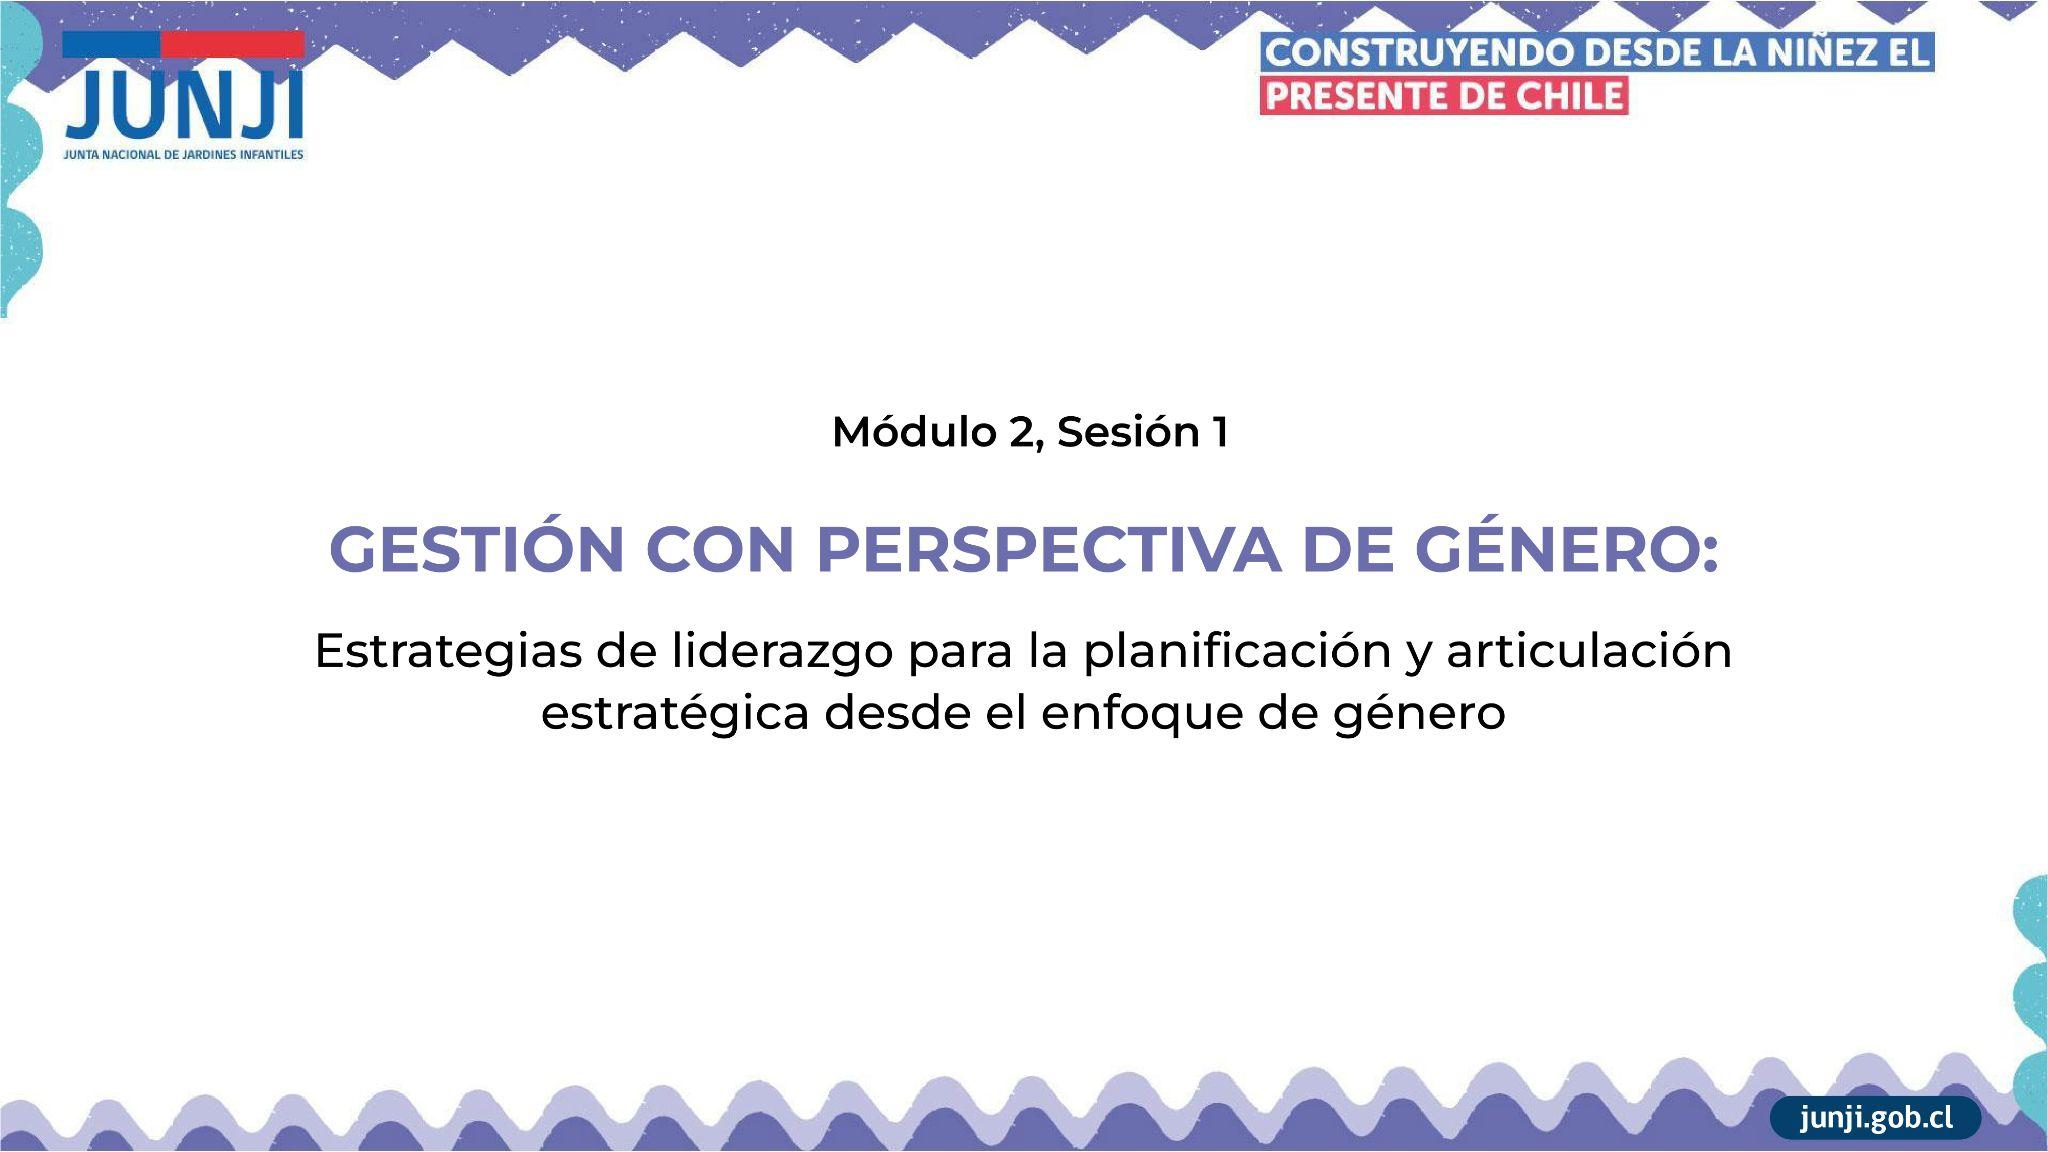 JUNJI
JUNTA NACIONAL DE JARDINES INFANTILES
CONSTRUYENDO DESDE LA NIÑEZ EL
PRESENTE DE CHILE
Módulo 2, Sesión 1
GESTIÓN CON PERSPECTIVA DE GÉNERO:
Estrategias de liderazgo para la planificación y articulación
estratégica desde el enfoque de género
junji.gob.cl